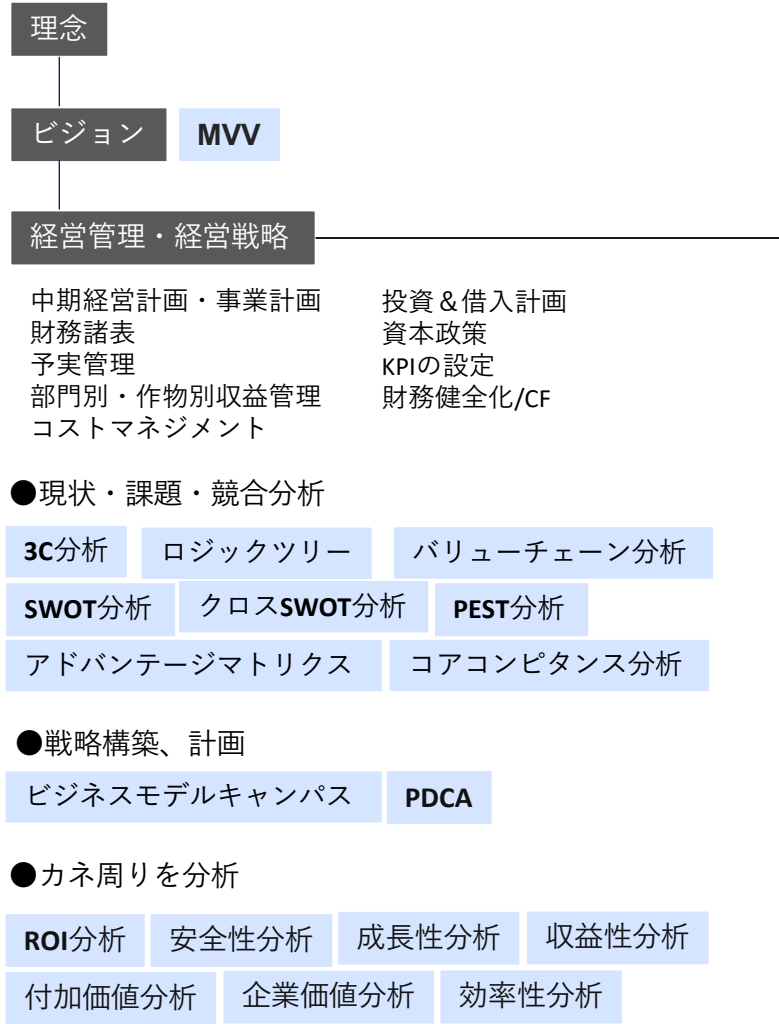 理念
ビジョン
MVV
経営管理・経営戦略
中期経営計画・事業計画
財務諸表
予実管理
部門別・作物別収益管理
コストマネジメント
投資＆借入計画
資本政策
KPIの設定
財務健全化/CF
●現状・課題・競合分析
3C分析
ロジックツリー
バリューチェーン分析
SWOT分析
クロスSWOT分析
PEST分析
アドバンテージマトリクス
コアコンピタンス分析
●戦略構築、計画
ビジネスモデルキャンパス
PDCA
●カネ周りを分析
ROI分析
安全性分析
成長性分析
収益性分析
付加価値分析
企業価値分析
効率性分析